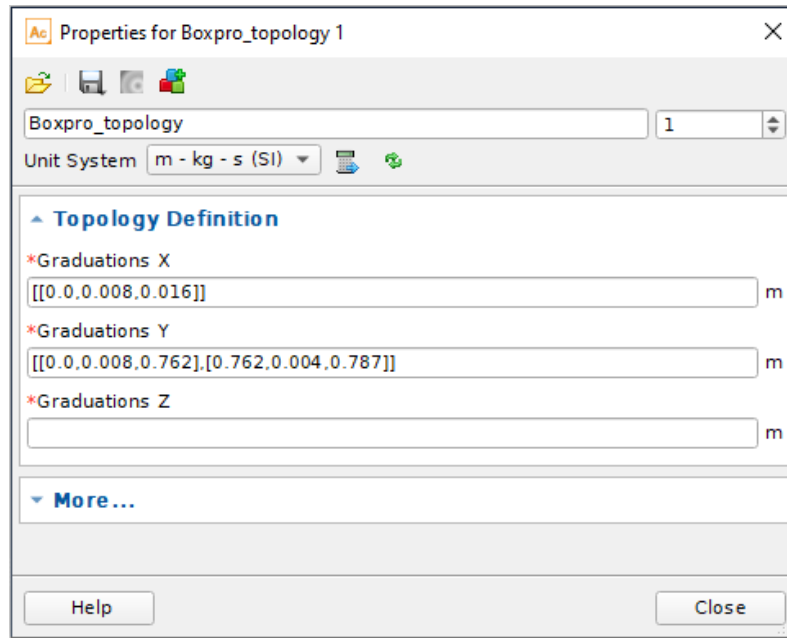 Ac Properties for Boxpro_topology 1
Boxpro_topology 1
Unit System m - kg - s (SI)
Topology Definition
*Graduations X
[[0.0,0.008,0.016]] m
*Graduations Y
[[0.0,0.008,0.762],[0.762,0.004,0.787]] m
*Graduations Z
m
More...
Help Close